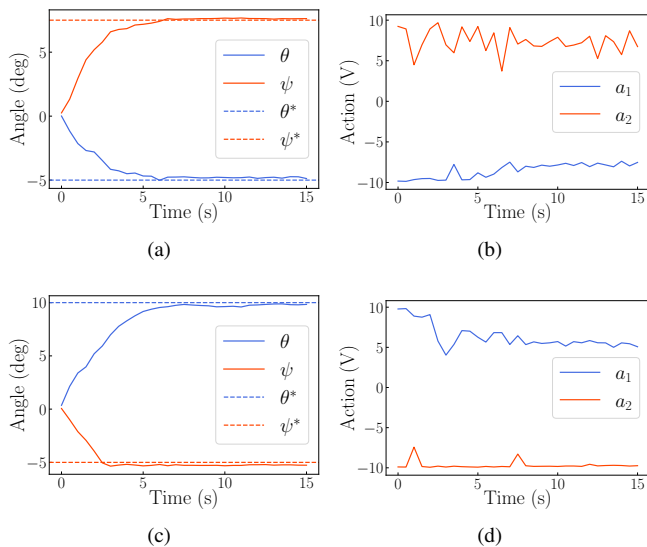 Angle (deg)
5
0
−5
θ
ψ
θ*
ψ*
0
5
10
15
Time (s)
(a)
Action (V)
10
5
0
−5
−10
a₁
a₂
0
5
10
15
Time (s)
(b)
Angle (deg)
10
5
0
−5
θ
ψ
θ*
ψ*
0
5
10
15
Time (s)
(c)
Action (V)
10
5
0
−5
−10
a₁
a₂
0
5
10
15
Time (s)
(d)